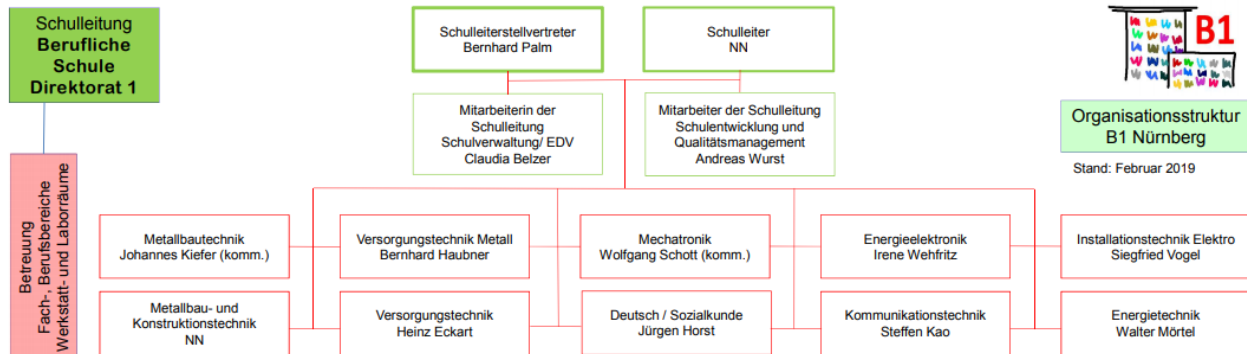 Schulleitung
Berufliche
Schule
Direktorat 1
Schulleiterstellvertreter
Bernhard Palm
Schulleiter
NN
B1
Mitarbeiterin der
Schulleitung
Schulverwaltung/ EDV
Claudia Belzer
Mitarbeiter der Schulleitung
Schulentwicklung und
Qualitätsmanagement
Andreas Wurst
Organisationsstruktur
B1 Nürnberg
Stand: Februar 2019
Betreuung
Fach-, Berufsbereiche
Werkstatt- und Laborräume
Metallbautechnik
Johannes Kiefer (komm.)
Versorgungstechnik Metall
Bernhard Haubner
Mechatronik
Wolfgang Schott (komm.)
Energieelektronik
Irene Wehfritz
Installationstechnik Elektro
Siegfried Vogel
Metallbau- und
Konstruktionstechnik
NN
Versorgungstechnik
Heinz Eckart
Deutsch / Sozialkunde
Jürgen Horst
Kommunikationstechnik
Steffen Kao
Energietechnik
Walter Mörtel